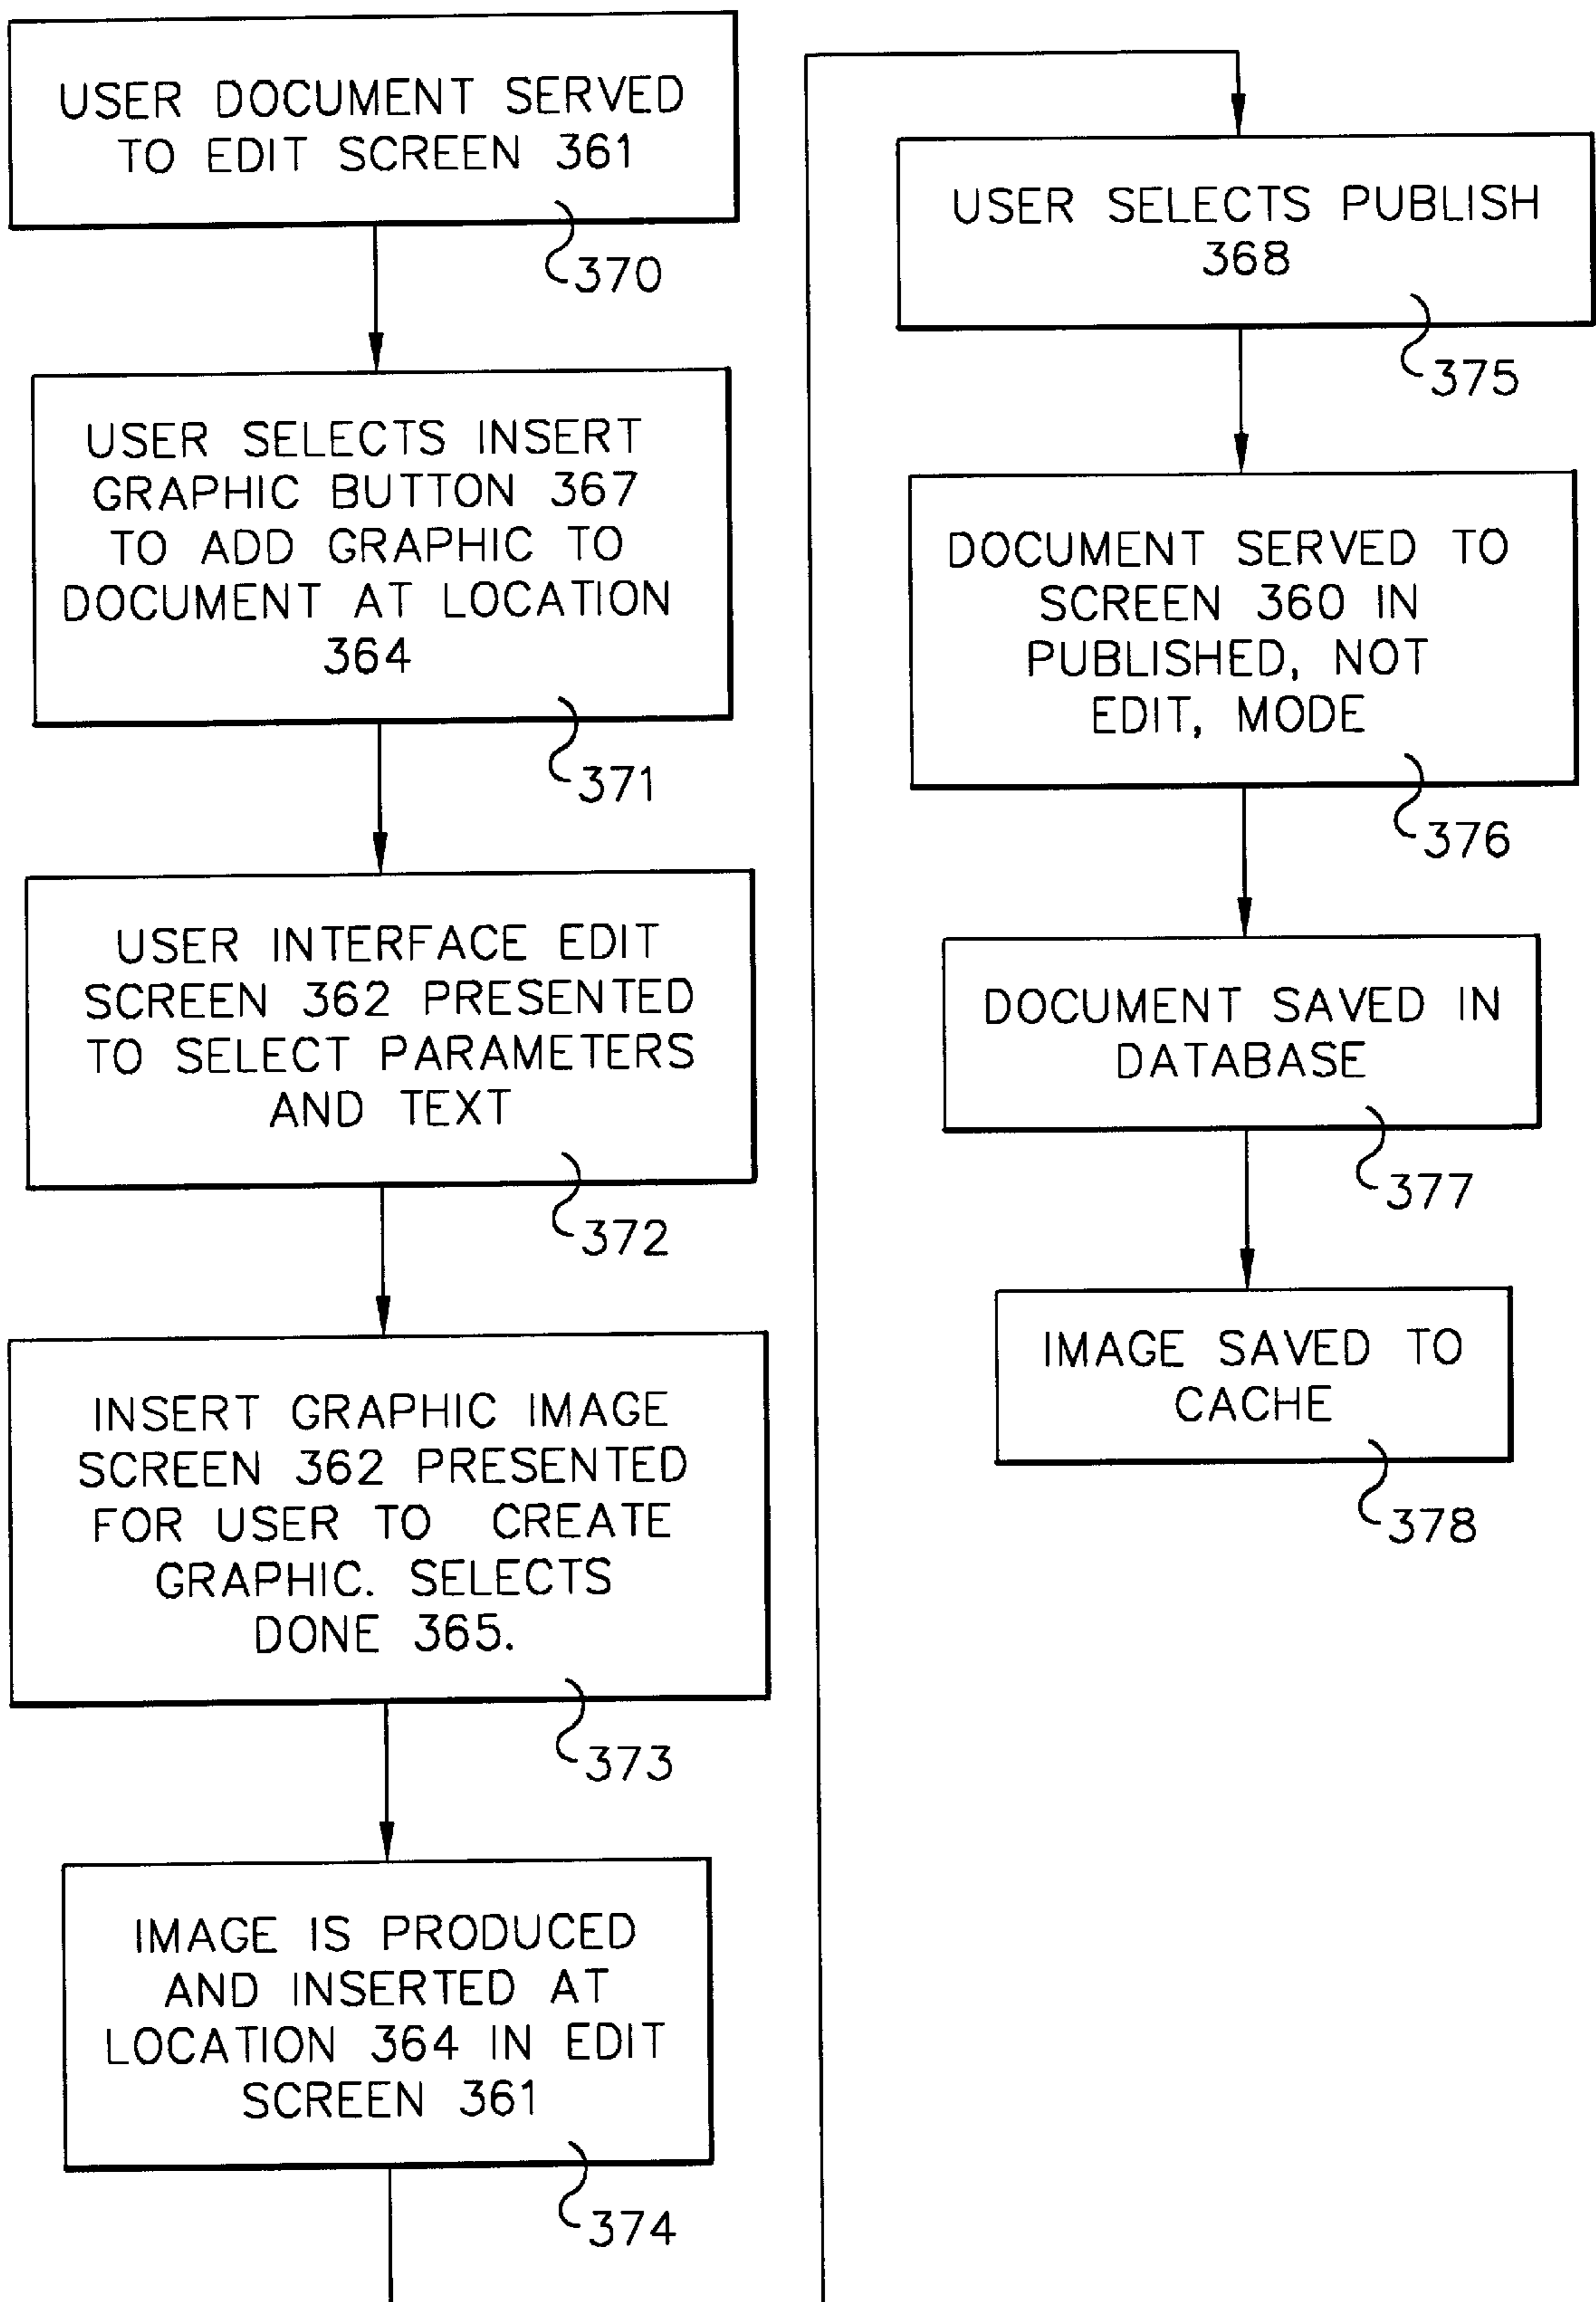 USER DOCUMENT SERVED
TO EDIT SCREEN 361
370
USER SELECTS INSERT
GRAPHIC BUTTON 367
TO ADD GRAPHIC TO
DOCUMENT AT LOCATION
364
371
USER INTERFACE EDIT
SCREEN 362 PRESENTED
TO SELECT PARAMETERS
AND TEXT
372
INSERT GRAPHIC IMAGE
SCREEN 362 PRESENTED
FOR USER TO CREATE
GRAPHIC. SELECTS
DONE 365.
373
IMAGE IS PRODUCED
AND INSERTED AT
LOCATION 364 IN EDIT
SCREEN 361
374
USER SELECTS PUBLISH
368
375
DOCUMENT SERVED TO
SCREEN 360 IN
PUBLISHED, NOT
EDIT, MODE
376
DOCUMENT SAVED IN
DATABASE
377
IMAGE SAVED TO
CACHE
378